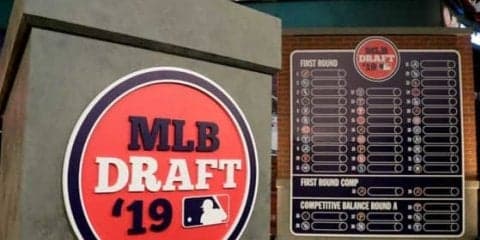 MLB
DRAFT
'19
MLB
DRAFT
'19
FIRST ROUND
FIRST ROUND COMP
COMPETITIVE BALANCE ROUND A